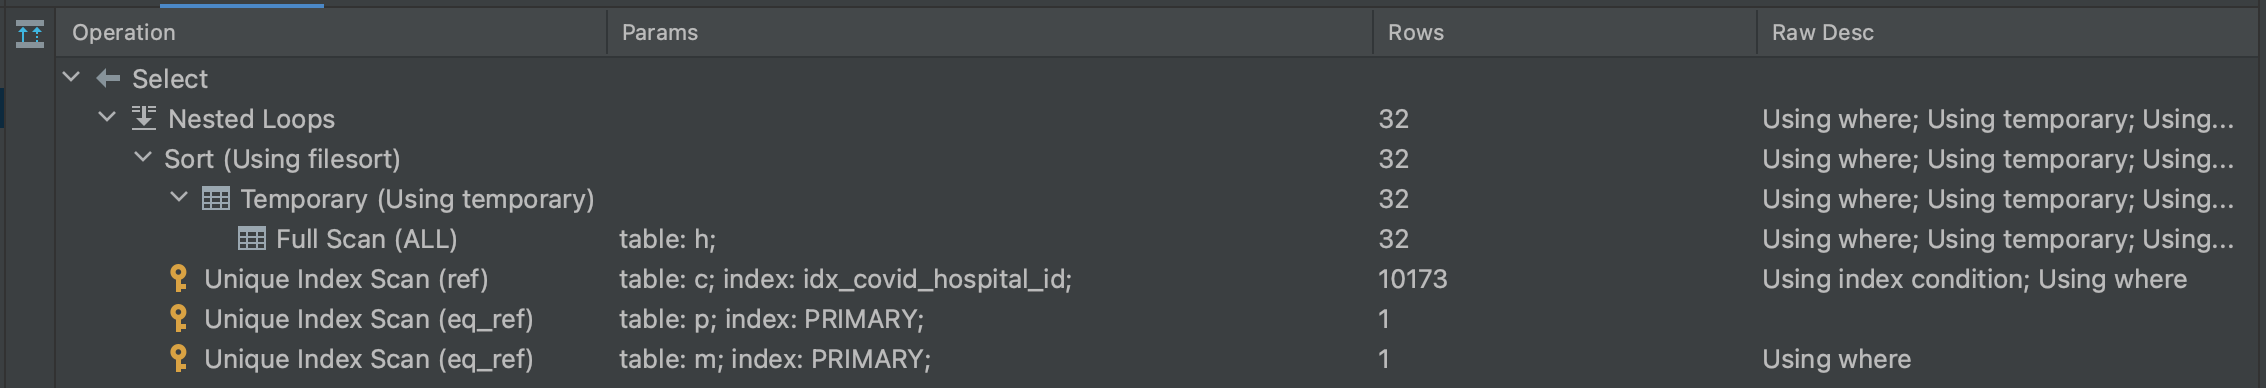 Operation Params Rows Raw Desc
Select
Nested Loops 32 Using where; Using temporary; Using...
Sort (Using filesort) 32 Using where; Using temporary; Using...
Temporary (Using temporary) 32 Using where; Using temporary; Using...
Full Scan (ALL) table: h; 32 Using where; Using temporary; Using...
Unique Index Scan (ref) table: c; index: idx_covid_hospital_id; 10173 Using index condition; Using where
Unique Index Scan (eq_ref) table: p; index: PRIMARY; 1
Unique Index Scan (eq_ref) table: m; index: PRIMARY; 1 Using where